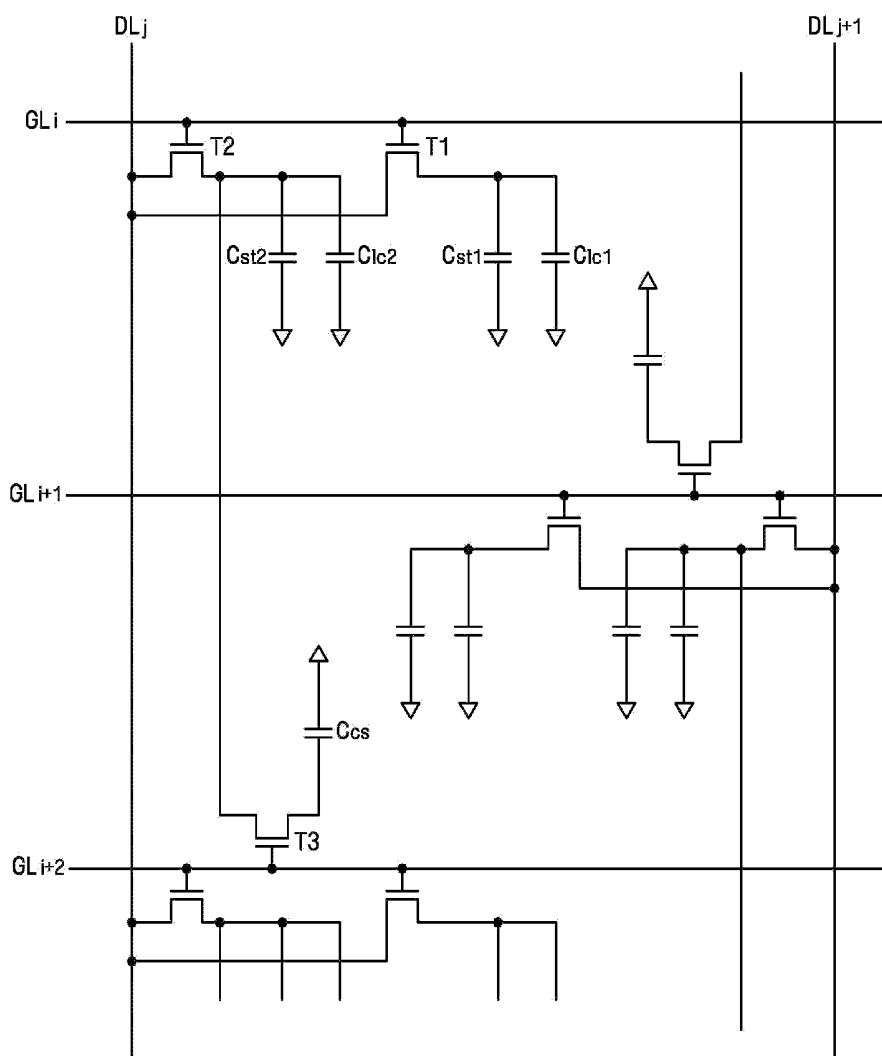 DLj
DLj+1
GLi
T2
T1
Cst2
Clc2
Cst1
Clc1
GLi+1
Ccs
T3
GLi+2